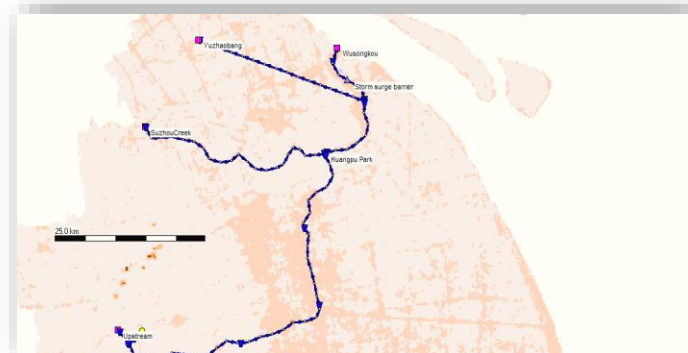 Yuzhaobang
Wusongkou
Storm surge barrier
SuzhouCreek
Huangpu Park
25.0 km
Upstream